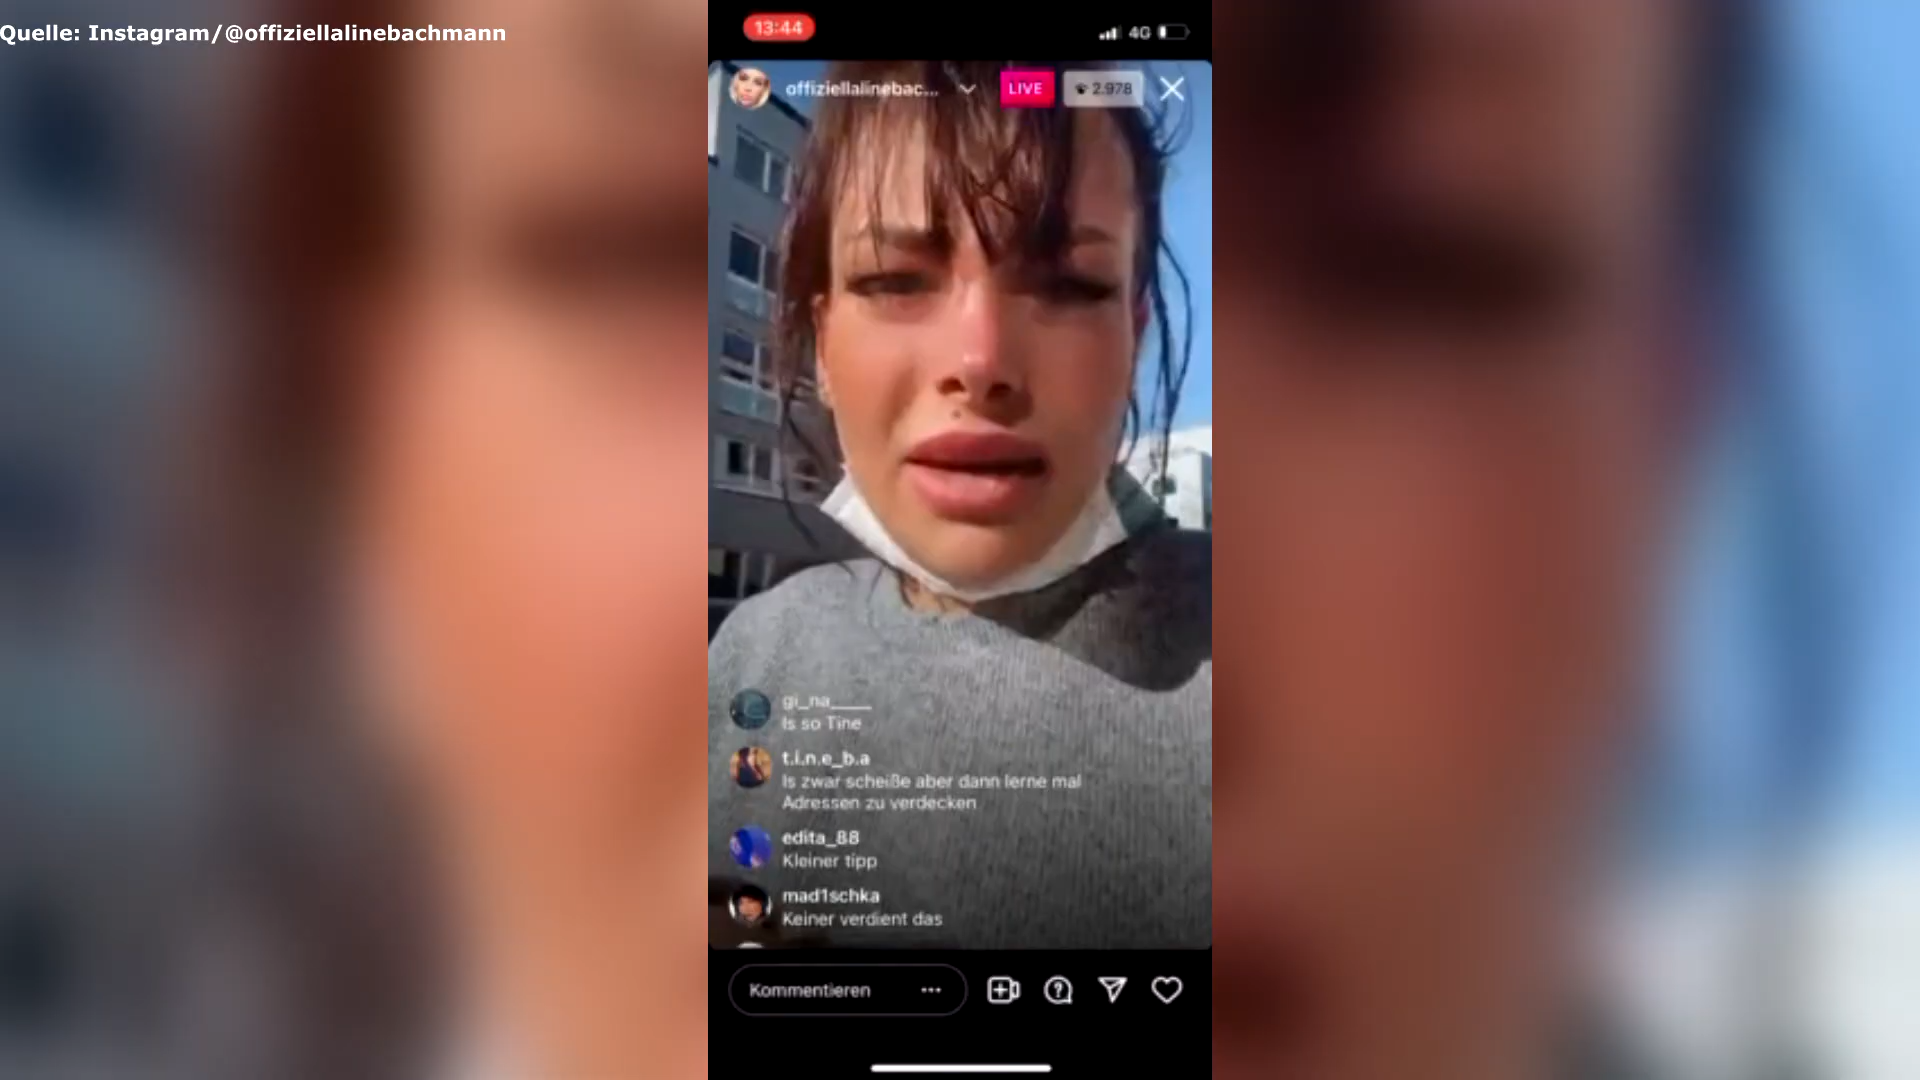 Quelle: Instagram/@offiziellalinebachmann
13:44
4G
offiziellalinebac...
LIVE
2.978
gi_na____
Is so Tine
t.i.n.e_b.a
Is zwar scheiße aber dann lerne mal
Adressen zu verdecken
edita_88
Kleiner tipp
mad1schka
Keiner verdient das
Kommentieren